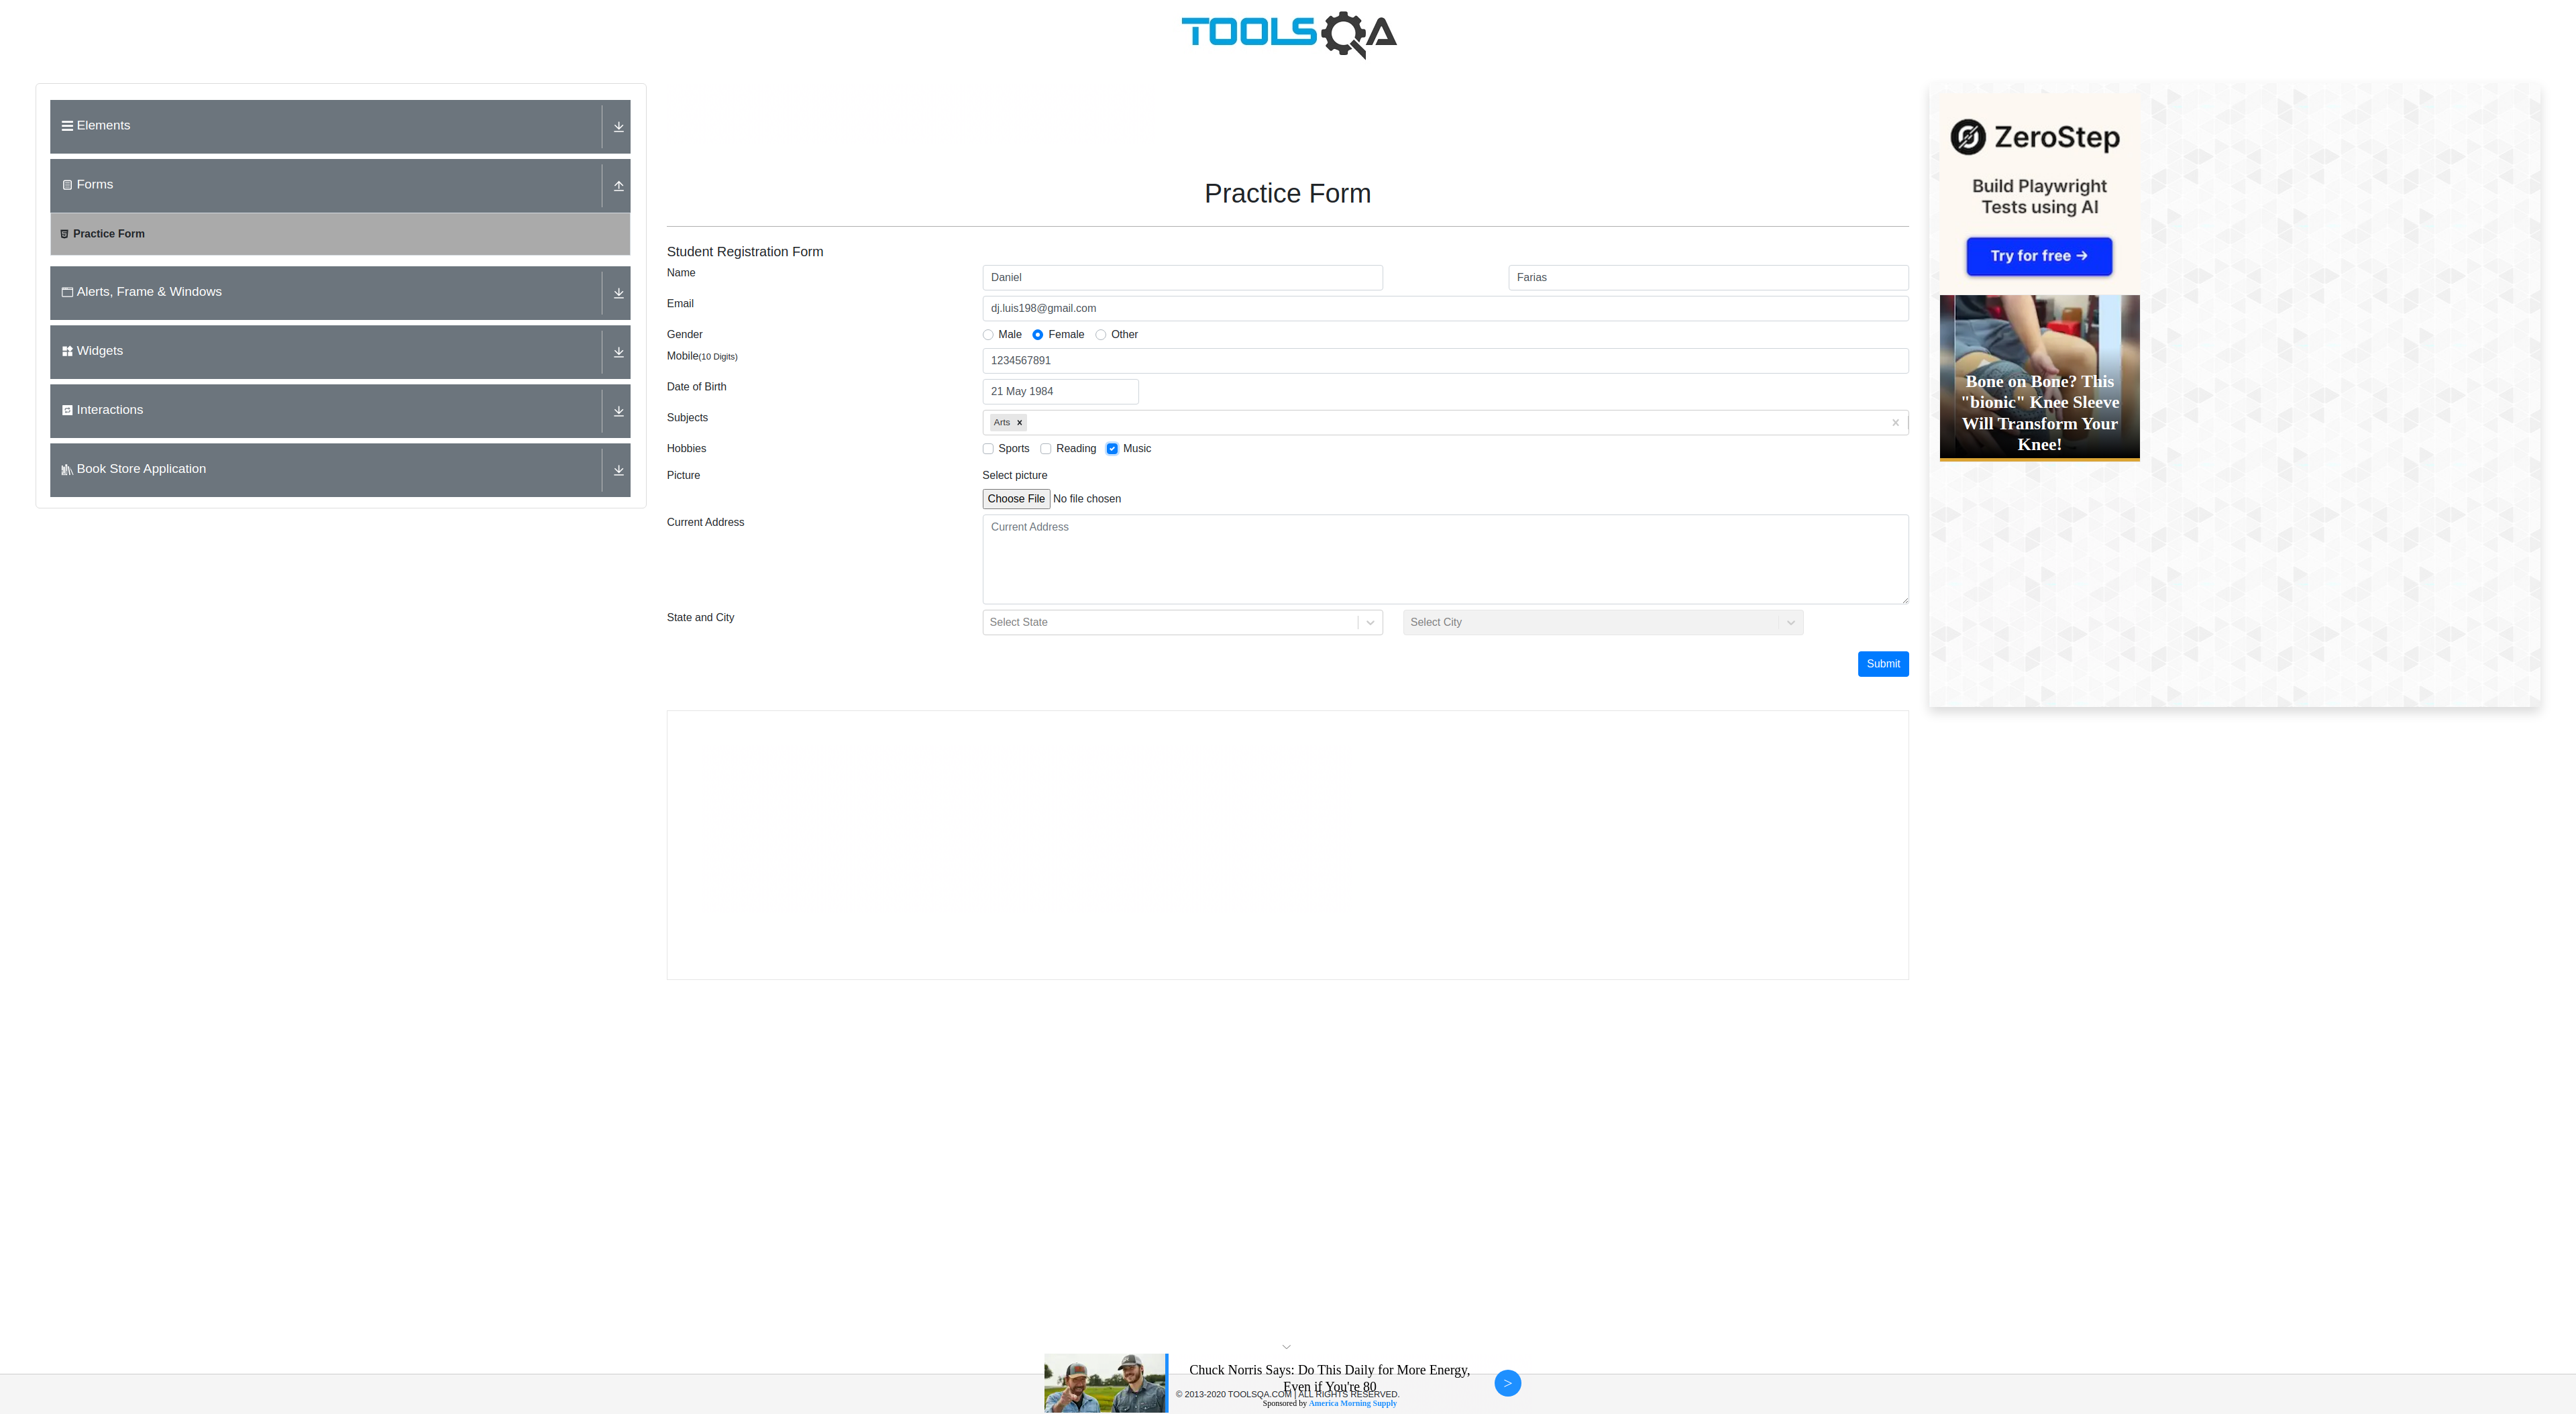 TOOLSQA
Elements
Forms
Practice Form
Alerts, Frame & Windows
Widgets
Interactions
Book Store Application
Practice Form
Student Registration Form
Name
Daniel
Farias
Email
dj.luis198@gmail.com
Gender
Male
Female
Other
Mobile(10 Digits)
1234567891
Date of Birth
21 May 1984
Subjects
Arts
Hobbies
Sports
Reading
Music
Picture
Select picture
Choose File No file chosen
Current Address
Current Address
State and City
Select State
Select City
Submit
ZeroStep
Build Playwright
Tests using AI
Try for free →
Bone on Bone? This
"bionic" Knee Sleeve
Will Transform Your
Knee!
Chuck Norris Says: Do This Daily for More Energy,
Even if You're 80
© 2013-2020 TOOLSQA.COM | ALL RIGHTS RESERVED.
Sponsored by America Morning Supply